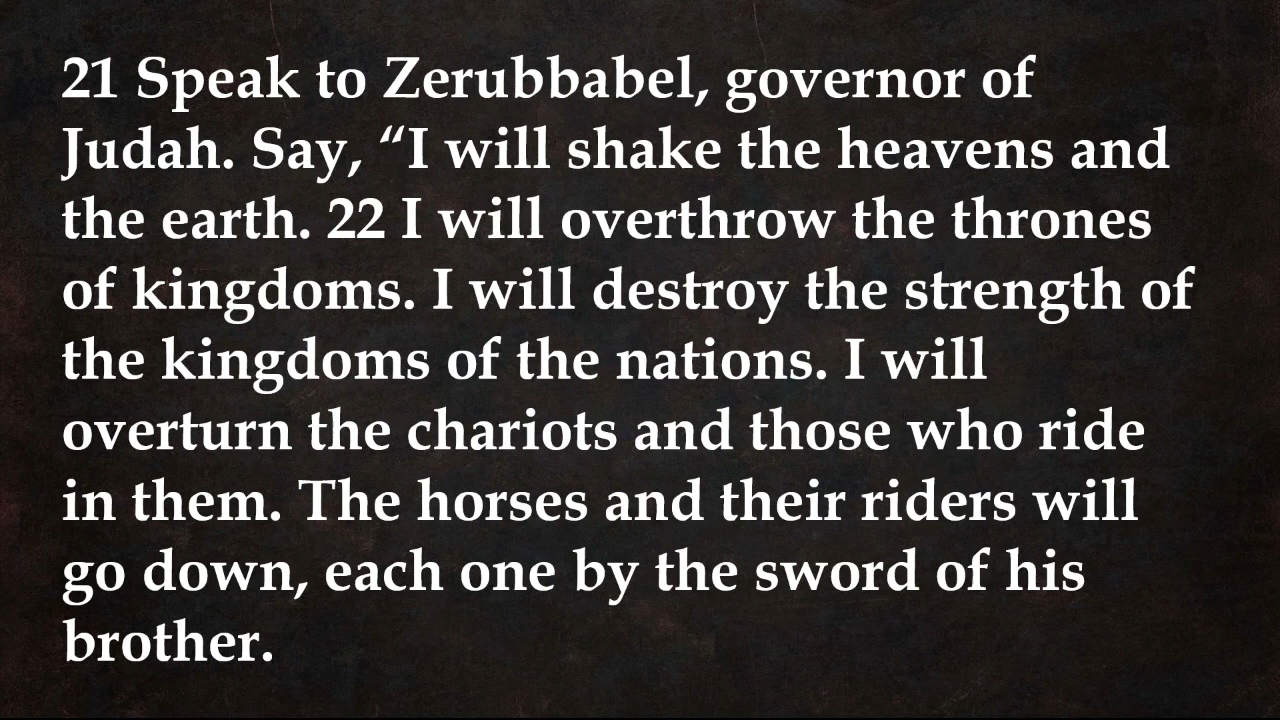 21 Speak to Zerubbabel, governor of
Judah. Say, “I will shake the heavens and
the earth. 22 I will overthrow the thrones
of kingdoms. I will destroy the strength of
the kingdoms of the nations. I will
overturn the chariots and those who ride
in them. The horses and their riders will
go down, each one by the sword of his
brother.